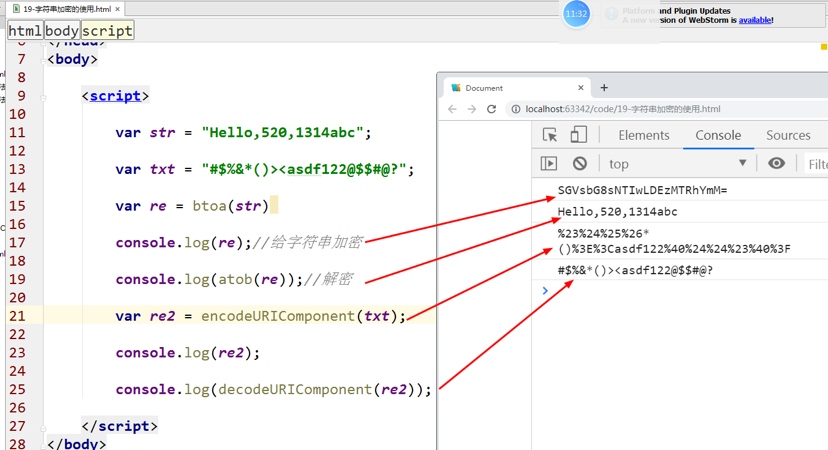 19-字符串加密的使用.html
11:32
Platform and Plugin Updates
A new version of WebStorm is available!
html body script
6 </head>
7 <body>
8
9 <script>
10
11 var str = "Hello,520,1314abc";
12
13 var txt = "#$%&*()><asdf122@$$#@?";
14
15 var re = btoa(str)
16
17 console.log(re);//给字符串加密
18
19 console.log(atob(re));//解密
20
21 var re2 = encodeURIComponent(txt);
22
23 console.log(re2);
24
25 console.log(decodeURIComponent(re2));
26
27 </script>
28 </body>
Document
localhost:63342/code/19-字符串加密的使用.html
Elements Console Sources
top Filte
SGVsbG8sNTIwLDEzMTRhYmM=
Hello,520,1314abc
%23%24%25%26*
()%3E%3Casdf122%40%24%24%23%40%3F
#$%&*()><asdf122@$$#@?